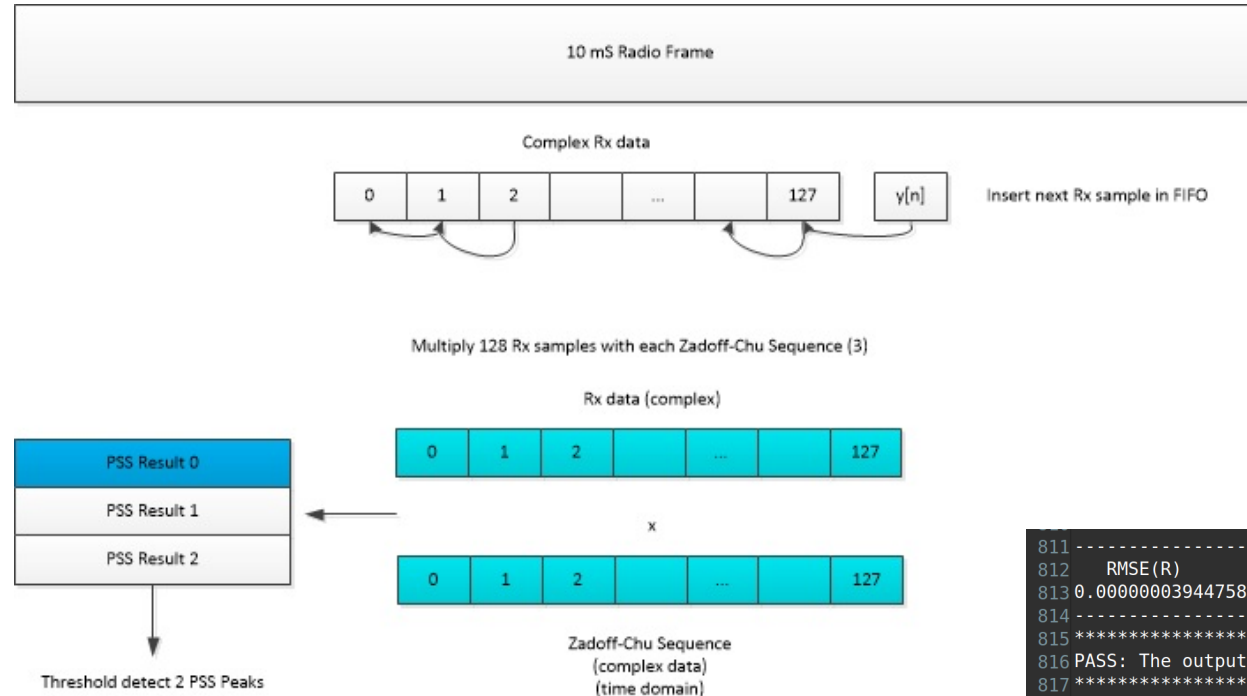 10 mS Radio Frame
Complex Rx data
0 1 2 ... 127 y[n] Insert next Rx sample in FIFO
Multiply 128 Rx samples with each Zadoff-Chu Sequence (3)
Rx data (complex)
0 1 2 ... 127
PSS Result 0
PSS Result 1
PSS Result 2
x
0 1 2 ... 127
Zadoff-Chu Sequence
(complex data)
(time domain)
Threshold detect 2 PSS Peaks
811 ----------------
812 RMSE(R)
813 0.00000003944758
814 ----------------
815 ****************
816 PASS: The output
817 ****************